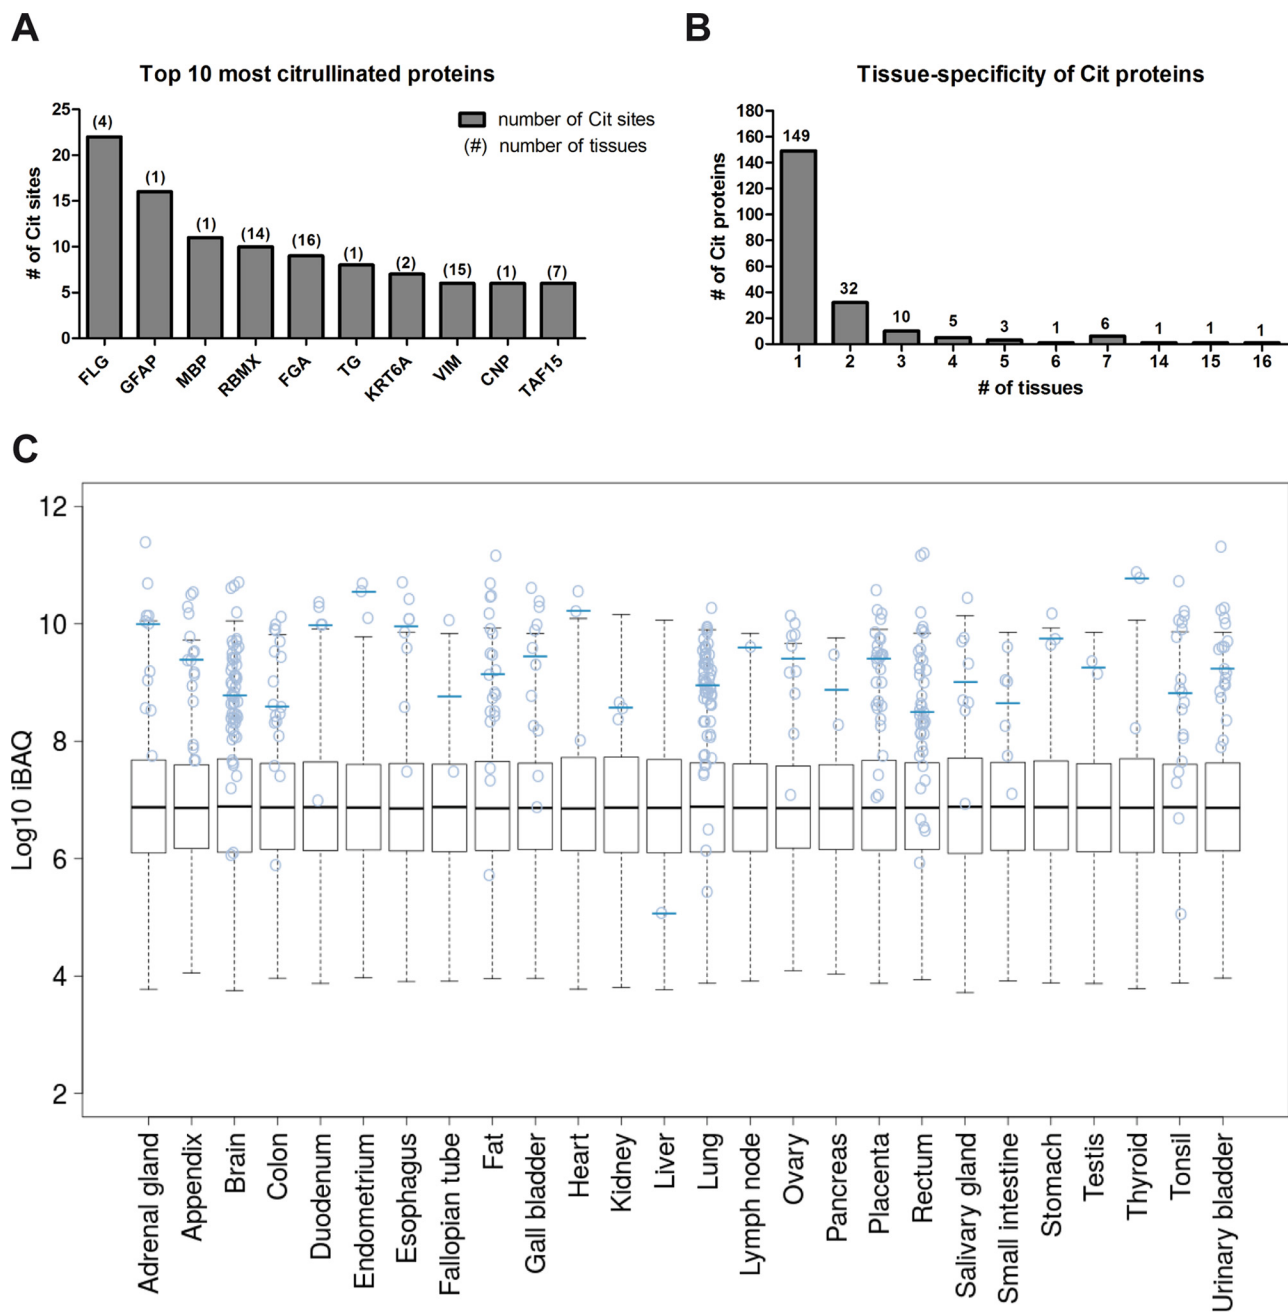 A
Top 10 most citrullinated proteins
# of Cit sites
25
20
15
10
5
0
(4)
(1)
(1)
(14)
(16)
(1)
(2)
(15)
(1)
(7)
number of Cit sites
(#) number of tissues
FLG
GFAP
MBP
RBMX
FGA
TG
KRT6A
VIM
CNP
TAF15
B
Tissue-specificity of Cit proteins
# of Cit proteins
180
160
140
120
100
80
60
40
20
0
149
32
10
5
3
1
6
1
1
1
1
2
3
4
5
6
7
14
15
16
# of tissues
C
Log10 iBAQ
12
10
8
6
4
2
Adrenal gland
Appendix
Brain
Colon
Duodenum
Endometrium
Esophagus
Fallopian tube
Fat
Gall bladder
Heart
Kidney
Liver
Lung
Lymph node
Ovary
Pancreas
Placenta
Rectum
Salivary gland
Small intestine
Stomach
Testis
Thyroid
Tonsil
Urinary bladder